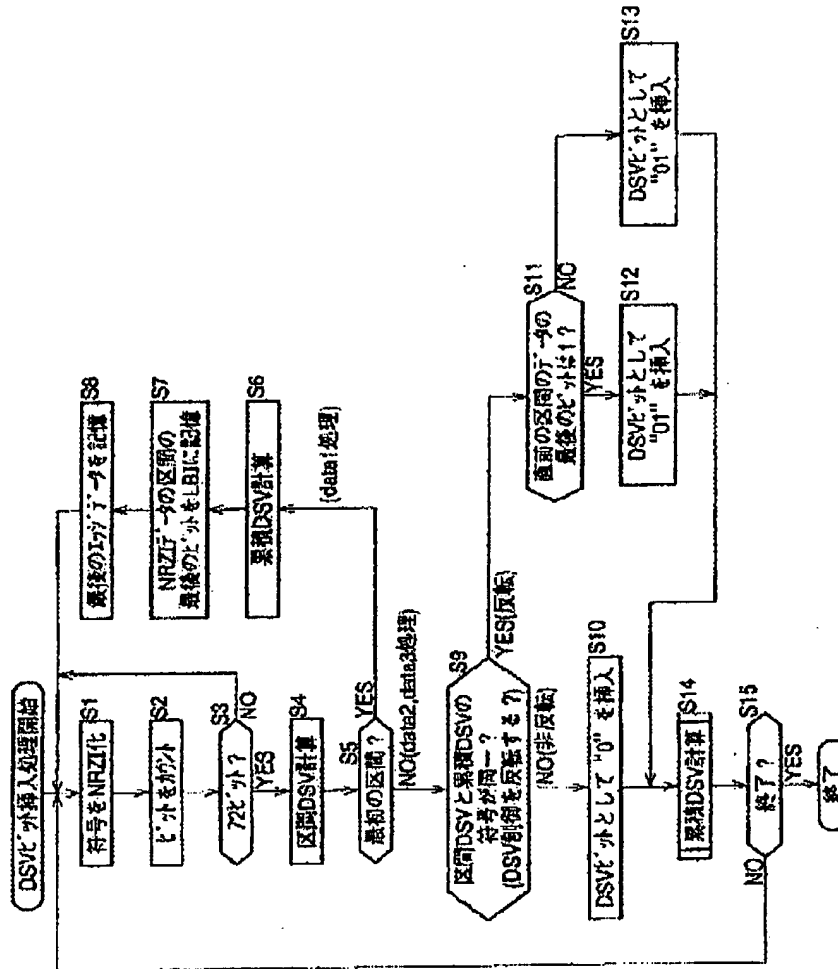 DSVビット挿入処理開始
符号をNRZI化
S1
ビットをカウント
S2
72ビット?
S3
NO
YES
区間DSV計算
S4
S5
最初の区間?
YES
NO(data2,data3処理)
(data1処理)
累積DSV計算
S6
NRZIデータの区間の
最後のビットをLBIに記憶
S7
最後のエッジデータを記憶
S8
区間DSVと累積DSVの
符号が同一?
(DSV制御を反転する?)
S9
YES(反転)
NO(非反転)
DSVビットとして"0"を挿入
S10
直前の区間のデータの
最後のビットは1?
S11
NO
YES
DSVビットとして
"01"を挿入
S12
DSVビットとして
"01"を挿入
S13
累積DSV計算
S14
終了?
S15
NO
YES
終了